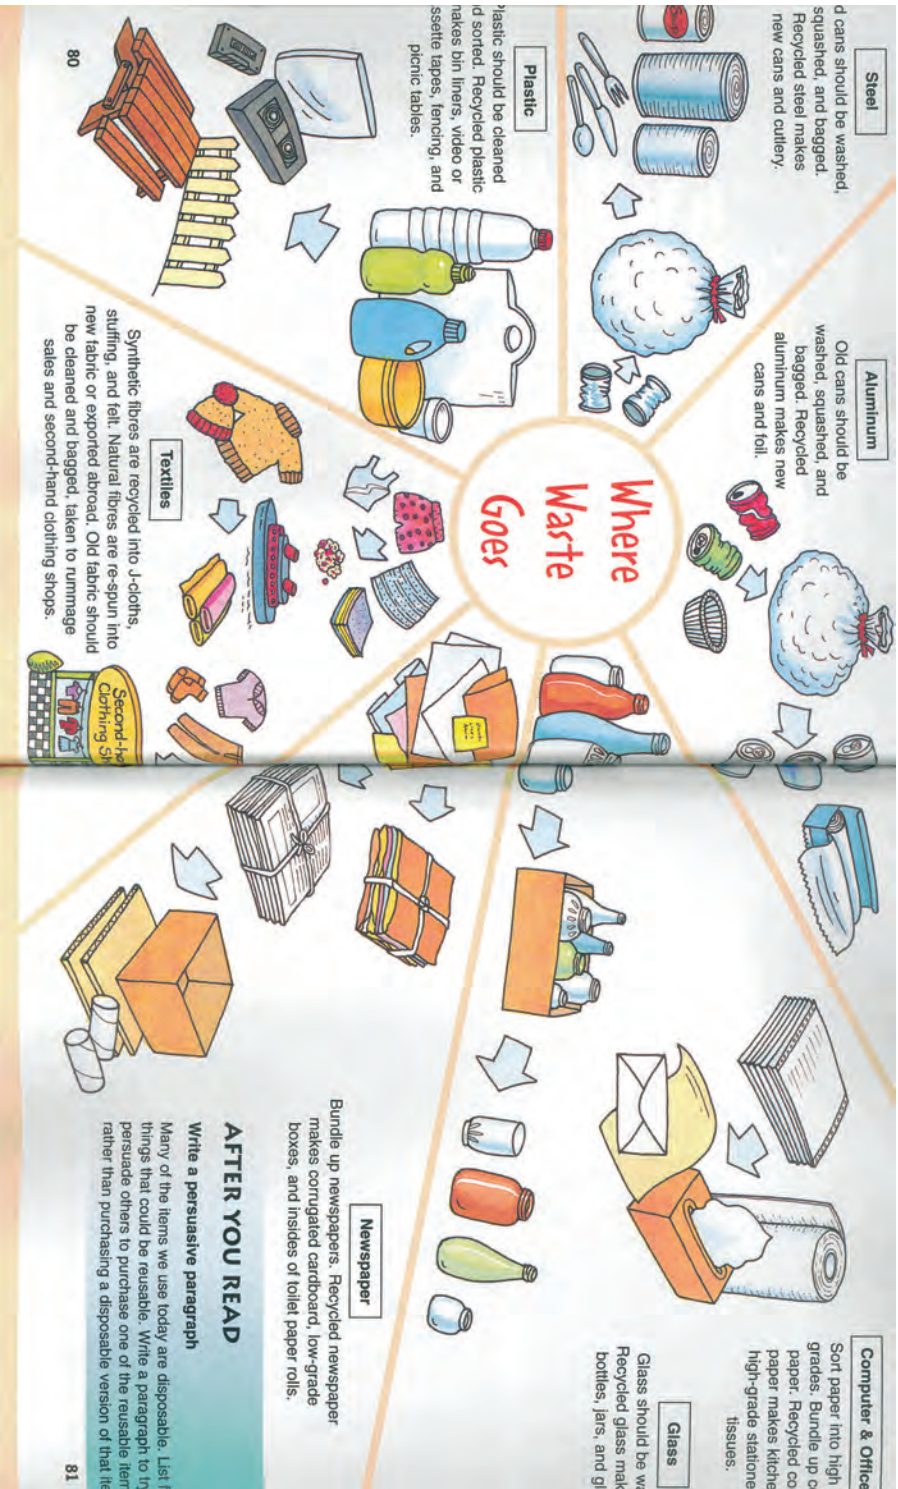 Where
Waste
Goes
Steel
d cans should be washed,
squashed, and bagged.
Recycled steel makes
new cans and cutlery.
Soup
Aluminum
Old cans should be
washed, squashed, and
bagged. Recycled
aluminum makes new
cans and foil.
Plastic
Plastic should be cleaned
d sorted. Recycled plastic
makes bin liners, video or
ssette tapes, fencing, and
picnic tables.
Textiles
Synthetic fibres are recycled into J-cloths,
stuffing, and felt. Natural fibres are re-spun into
new fabric or exported abroad. Old fabric should
be cleaned and bagged, taken to rummage
sales and second-hand clothing shops.
Second-ha
Clothing Sh
80
Computer & Office
Sort paper into high
grades. Bundle up c
paper. Recycled co
paper makes kitche
high-grade statione
tissues.
Glass
Glass should be wa
Recycled glass mak
bottles, jars, and gl
Newspaper
Bundle up newspapers. Recycled newspaper
makes corrugated cardboard, low-grade
boxes, and insides of toilet paper rolls.
AFTER YOU READ
Write a persuasive paragraph
Many of the items we use today are disposable. List f
things that could be reusable. Write a paragraph to try
persuade others to purchase one of the reusable item
rather than purchasing a disposable version of that ite
81